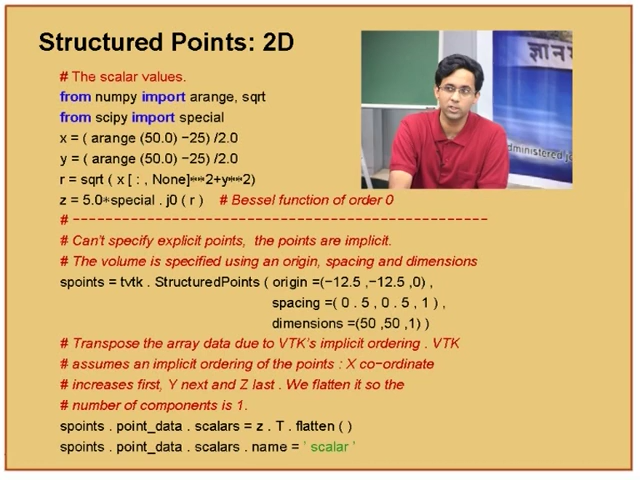 Structured Points: 2D
ज्ञान
dministered
# The scalar values.
from numpy import arange, sqrt
from scipy import special
x = ( arange (50.0) −25) /2.0
y = ( arange (50.0) −25) /2.0
r = sqrt ( x [ : , None]**2+y**2)
z = 5.0*special . j0 ( r ) # Bessel function of order 0
# −−−−−−−−−−−−−−−−−−−−−−−−−−−−−−−−−−−−−−−−−−−−−−−−−−
# Can't specify explicit points, the points are implicit.
# The volume is specified using an origin, spacing and dimensions
spoints = tvtk . StructuredPoints ( origin =(−12.5 ,−12.5 ,0) ,
spacing =( 0 . 5 , 0 . 5 , 1 ) ,
dimensions =(50 ,50 ,1) )
# Transpose the array data due to VTK's implicit ordering . VTK
# assumes an implicit ordering of the points : X co−ordinate
# increases first, Y next and Z last . We flatten it so the
# number of components is 1.
spoints . point_data . scalars = z . T . flatten ( )
spoints . point_data . scalars . name = ' scalar '